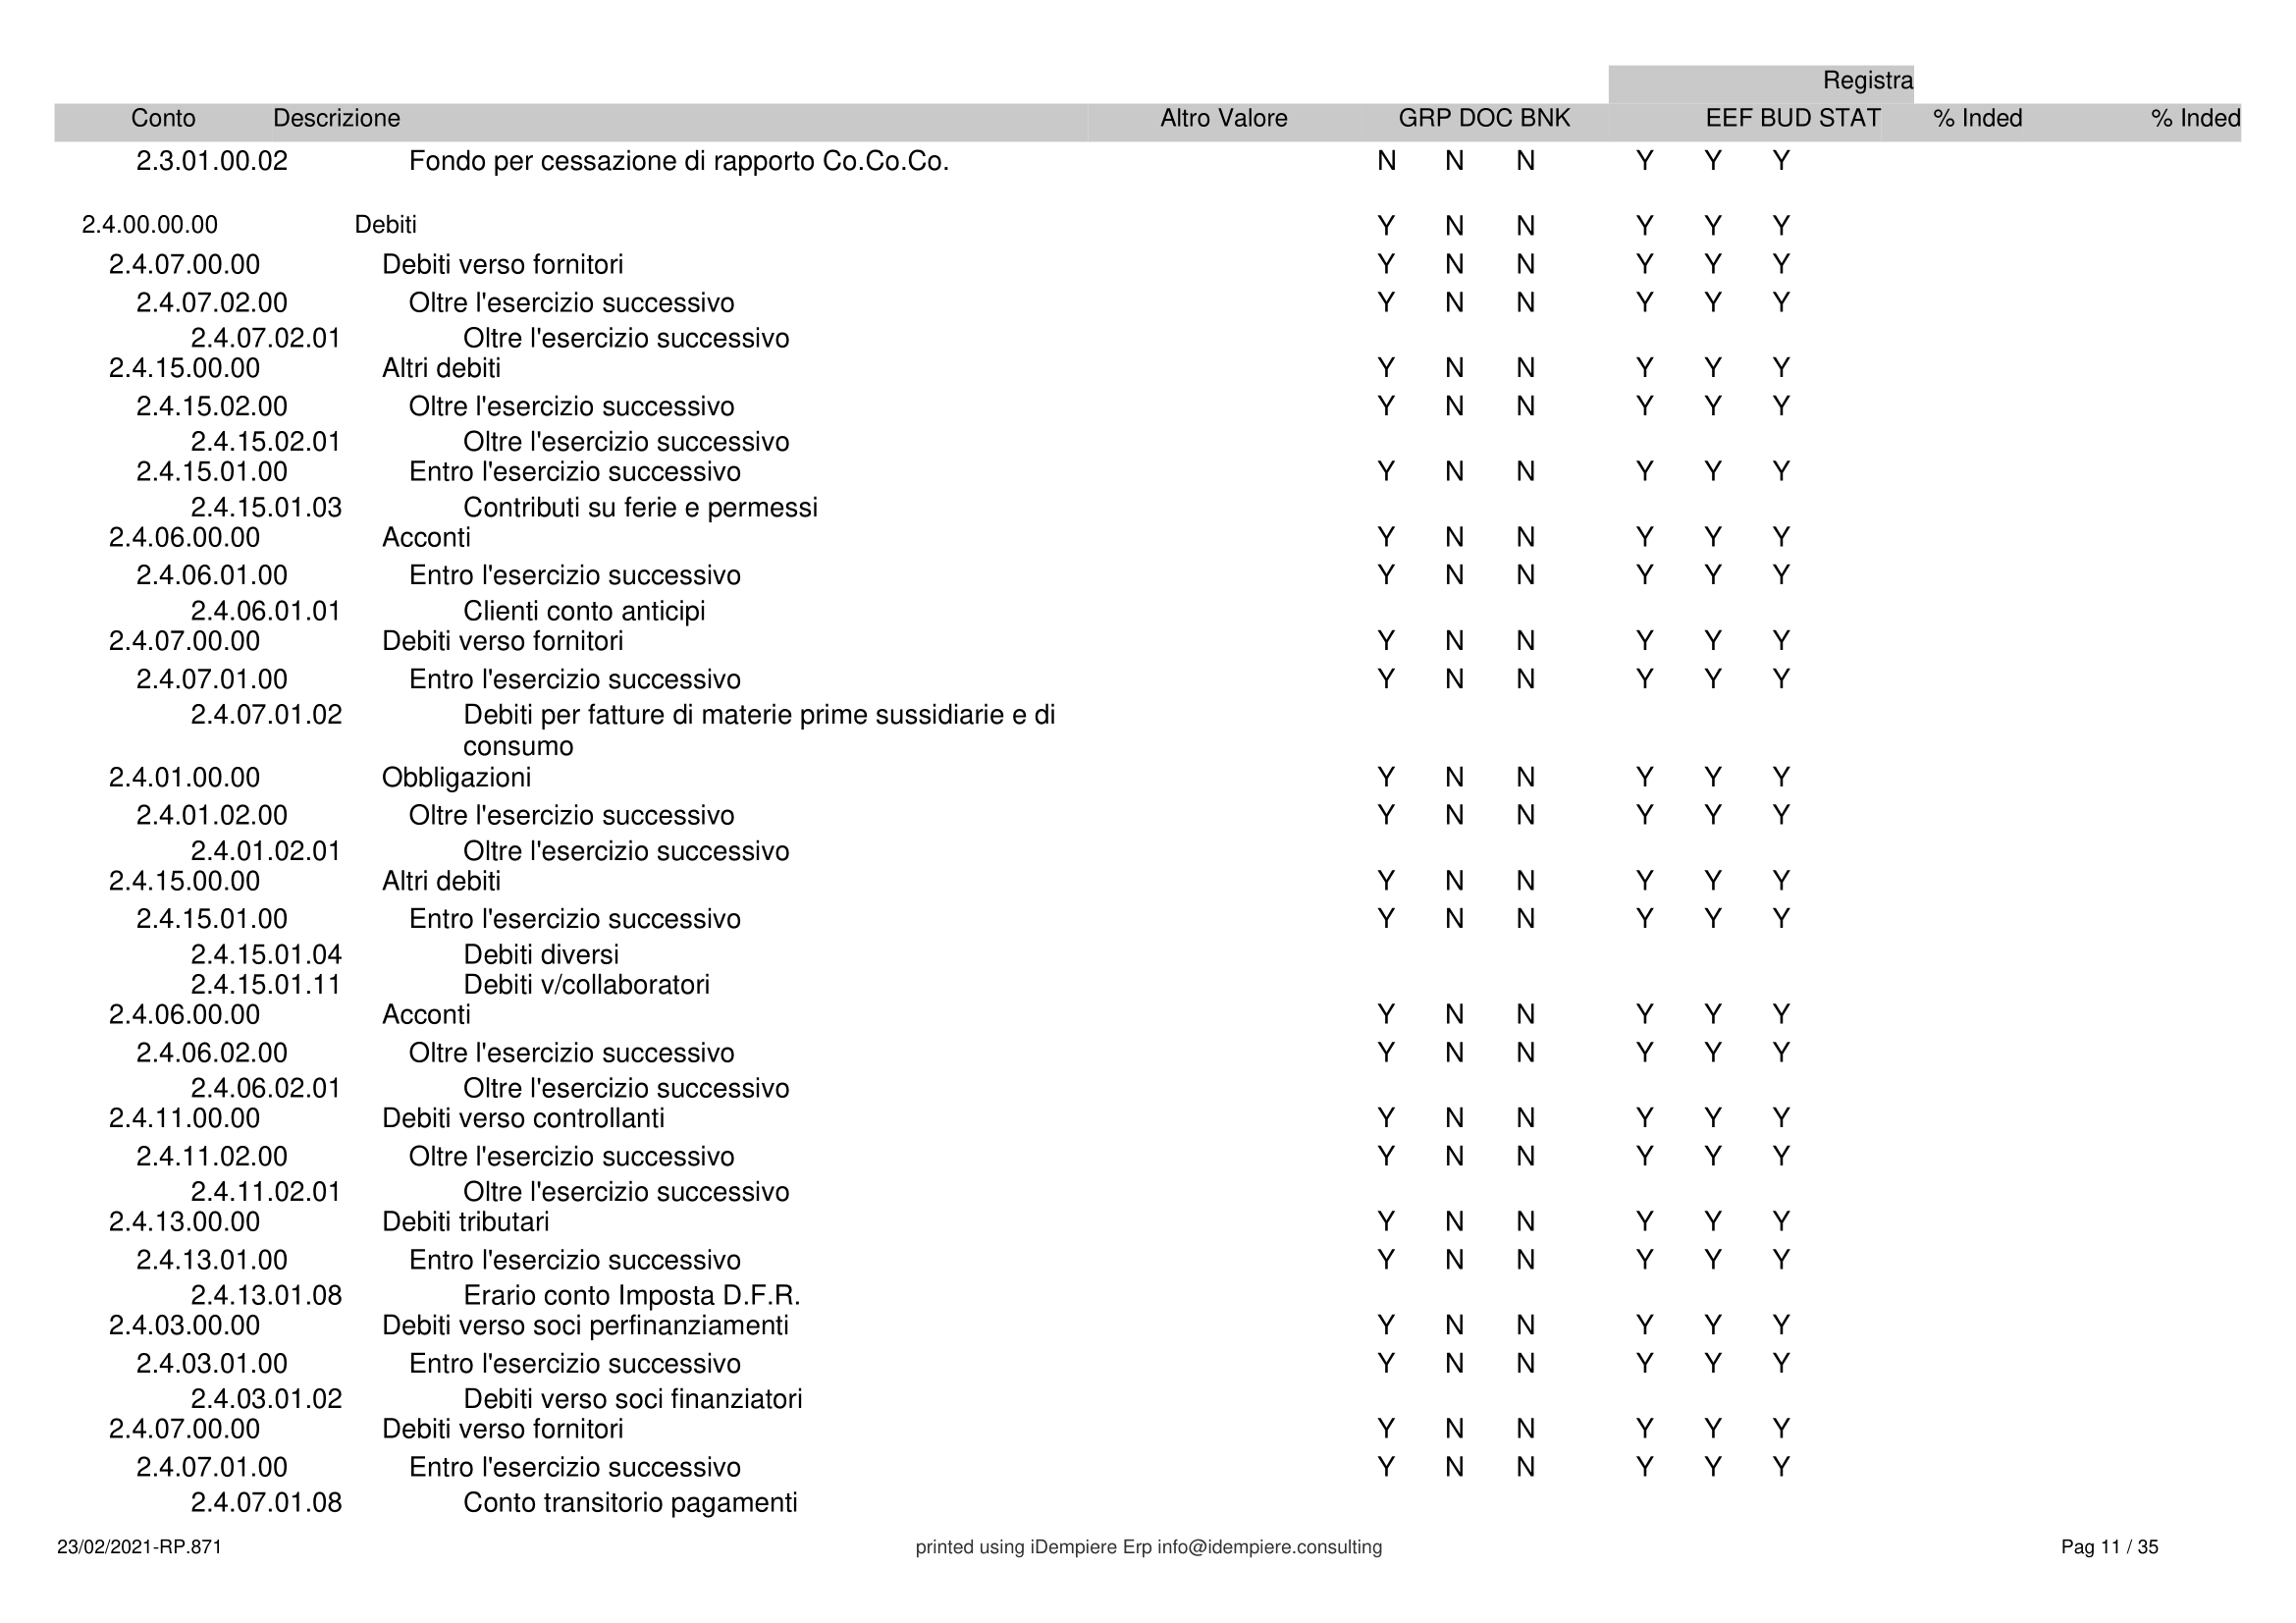 Registra
Conto Descrizione Altro Valore GRP DOC BNK EEF BUD STAT % Inded % Inded
2.3.01.00.02 Fondo per cessazione di rapporto Co.Co.Co. N N N Y Y Y
2.4.00.00.00 Debiti Y N N Y Y Y
2.4.07.00.00 Debiti verso fornitori Y N N Y Y Y
2.4.07.02.00 Oltre l'esercizio successivo Y N N Y Y Y
2.4.07.02.01 Oltre l'esercizio successivo
2.4.15.00.00 Altri debiti Y N N Y Y Y
2.4.15.02.00 Oltre l'esercizio successivo Y N N Y Y Y
2.4.15.02.01 Oltre l'esercizio successivo
2.4.15.01.00 Entro l'esercizio successivo Y N N Y Y Y
2.4.15.01.03 Contributi su ferie e permessi
2.4.06.00.00 Acconti Y N N Y Y Y
2.4.06.01.00 Entro l'esercizio successivo Y N N Y Y Y
2.4.06.01.01 Clienti conto anticipi
2.4.07.00.00 Debiti verso fornitori Y N N Y Y Y
2.4.07.01.00 Entro l'esercizio successivo Y N N Y Y Y
2.4.07.01.02 Debiti per fatture di materie prime sussidiarie e di
consumo
2.4.01.00.00 Obbligazioni Y N N Y Y Y
2.4.01.02.00 Oltre l'esercizio successivo Y N N Y Y Y
2.4.01.02.01 Oltre l'esercizio successivo
2.4.15.00.00 Altri debiti Y N N Y Y Y
2.4.15.01.00 Entro l'esercizio successivo Y N N Y Y Y
2.4.15.01.04 Debiti diversi
2.4.15.01.11 Debiti v/collaboratori
2.4.06.00.00 Acconti Y N N Y Y Y
2.4.06.02.00 Oltre l'esercizio successivo Y N N Y Y Y
2.4.06.02.01 Oltre l'esercizio successivo
2.4.11.00.00 Debiti verso controllanti Y N N Y Y Y
2.4.11.02.00 Oltre l'esercizio successivo Y N N Y Y Y
2.4.11.02.01 Oltre l'esercizio successivo
2.4.13.00.00 Debiti tributari Y N N Y Y Y
2.4.13.01.00 Entro l'esercizio successivo Y N N Y Y Y
2.4.13.01.08 Erario conto Imposta D.F.R.
2.4.03.00.00 Debiti verso soci perfinanziamenti Y N N Y Y Y
2.4.03.01.00 Entro l'esercizio successivo Y N N Y Y Y
2.4.03.01.02 Debiti verso soci finanziatori
2.4.07.00.00 Debiti verso fornitori Y N N Y Y Y
2.4.07.01.00 Entro l'esercizio successivo Y N N Y Y Y
2.4.07.01.08 Conto transitorio pagamenti
23/02/2021-RP.871 printed using iDempiere Erp info@idempiere.consulting Pag 11 / 35